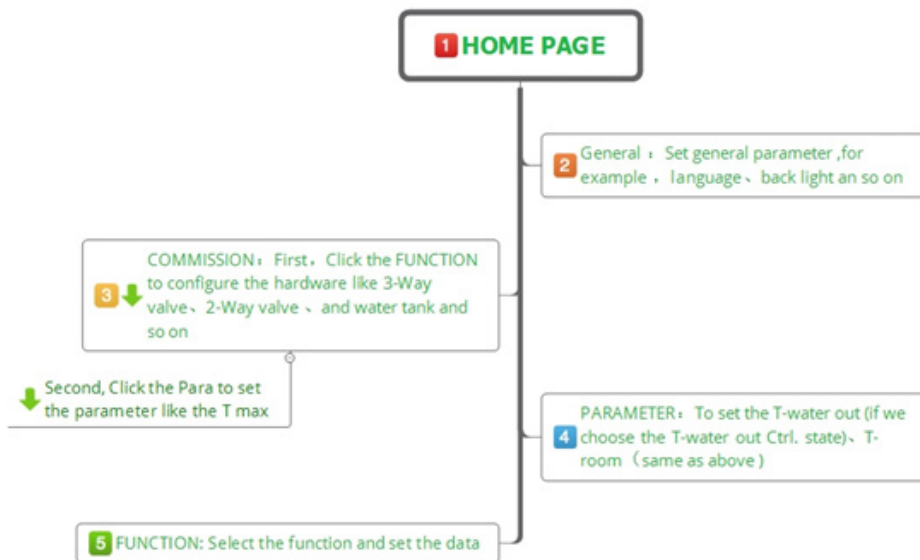 1 HOME PAGE
2 General： Set general parameter ,for
example ，language、back light an so on
3 COMMISSION：First，Click the FUNCTION
to configure the hardware like 3-Way
valve、2-Way valve 、and water tank and
so on
Second, Click the Para to set
the parameter like the T max
4 PARAMETER：To set the T-water out (if we
choose the T-water out Ctrl. state)、T-
room（same as above）
5 FUNCTION: Select the function and set the data